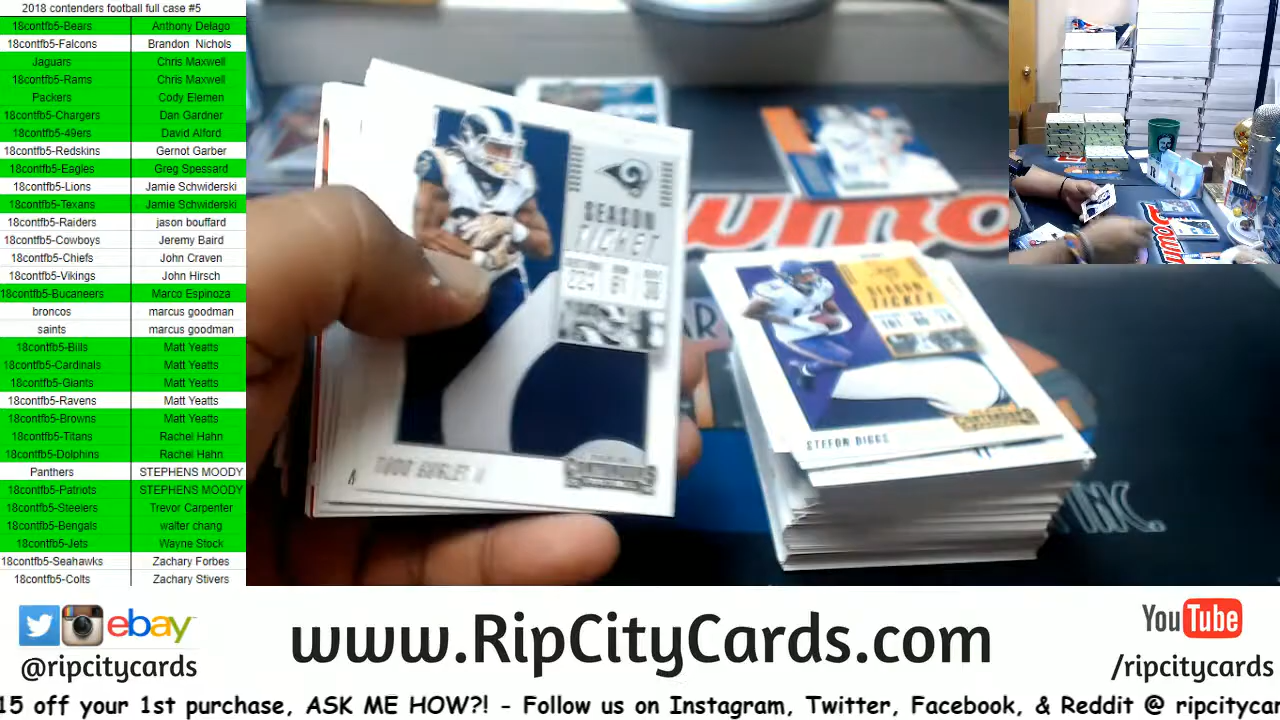 2018 contenders football full case #5
18contfb5-Bears Anthony Delago
18contfb5-Falcons Brandon Nichols
Jaguars Chris Maxwell
18contfb5-Rams Chris Maxwell
Packers Cody Elemen
18contfb5-Chargers Dan Gardner
18contfb5-49ers David Alford
18contfb5-Redskins Gernot Garber
18contfb5-Eagles Greg Spessard
18contfb5-Lions Jamie Schwiderski
18contfb5-Texans Jamie Schwiderski
18contfb5-Raiders jason bouffard
18contfb5-Cowboys Jeremy Baird
18contfb5-Chiefs John Craven
18contfb5-Vikings John Hirsch
18contfb5-Bucaneers Marco Espinoza
broncos marcus goodman
saints marcus goodman
18contfb5-Bills Matt Yeatts
18contfb5-Cardinals Matt Yeatts
18contfb5-Giants Matt Yeatts
18contfb5-Ravens Matt Yeatts
18contfb5-Browns Matt Yeatts
18contfb5-Titans Rachel Hahn
18contfb5-Dolphins Rachel Hahn
Panthers STEPHENS MOODY
18contfb5-Patriots STEPHENS MOODY
18contfb5-Steelers Trevor Carpenter
18contfb5-Bengals walter chang
18contfb5-Jets Wayne Stock
18contfb5-Seahawks Zachary Forbes
18contfb5-Colts Zachary Stivers
SEASON
TICKET
TODD GURLEY II
CONTENDERS
SEASON
TICKET
STEFON DIGGS
CONTENDERS
ebay
@ripcitycards
www.RipCityCards.com
YouTube
/ripcitycards
15 off your 1st purchase, ASK ME HOW?! - Follow us on Instagram, Twitter, Facebook, & Reddit @ ripcitycar